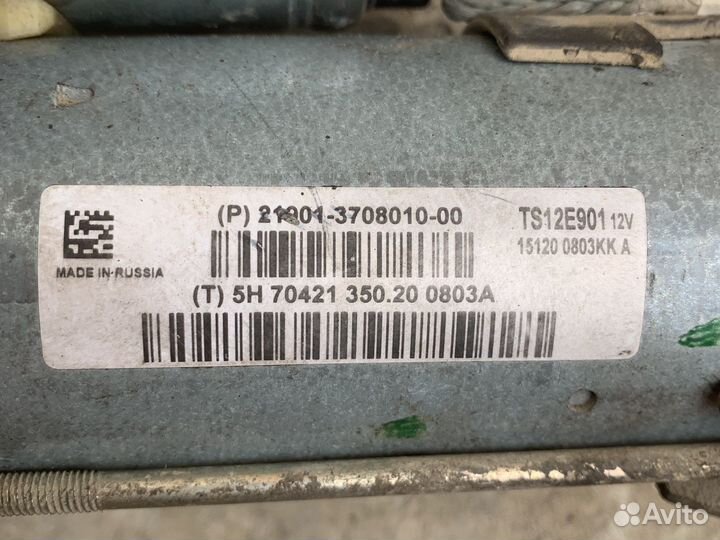 (P) 21901-3708010-00
TS12E901 12V
15120 0803KK A
MADE IN RUSSIA
(T) 5H 70421 350.20 0803A
Avito